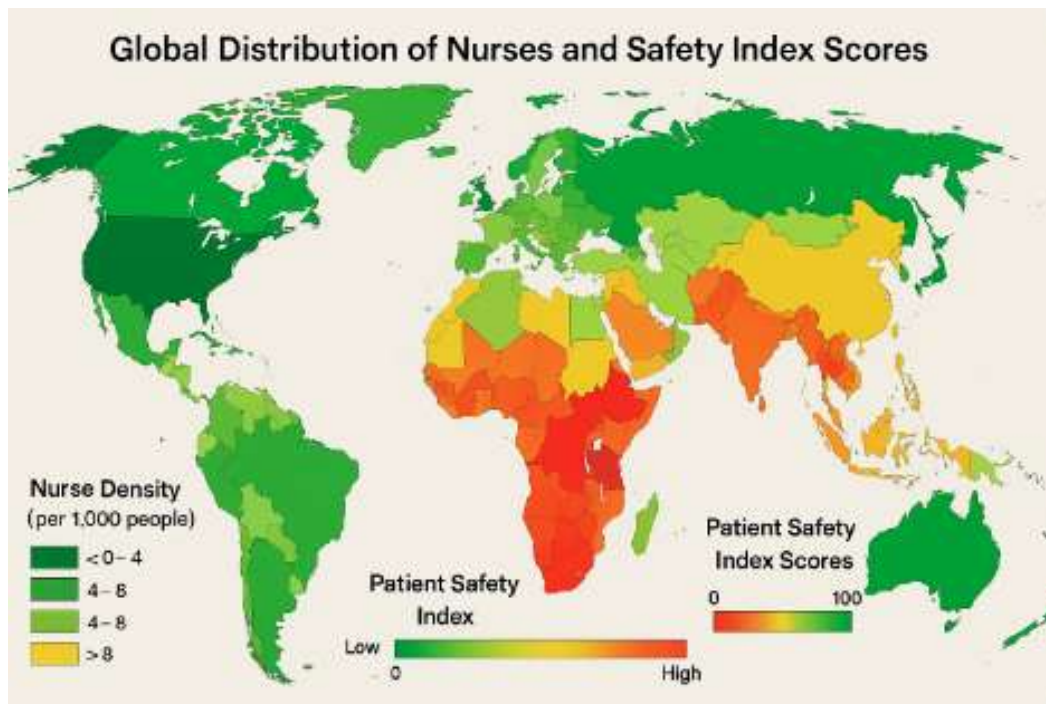 Global Distribution of Nurses and Safety Index Scores
Nurse Density
(per 1.000 people)
<0–4
4–8
4–8
>8
Patient Safety
Index
Low
0
High
Patient Safety
Index Scores
0 100